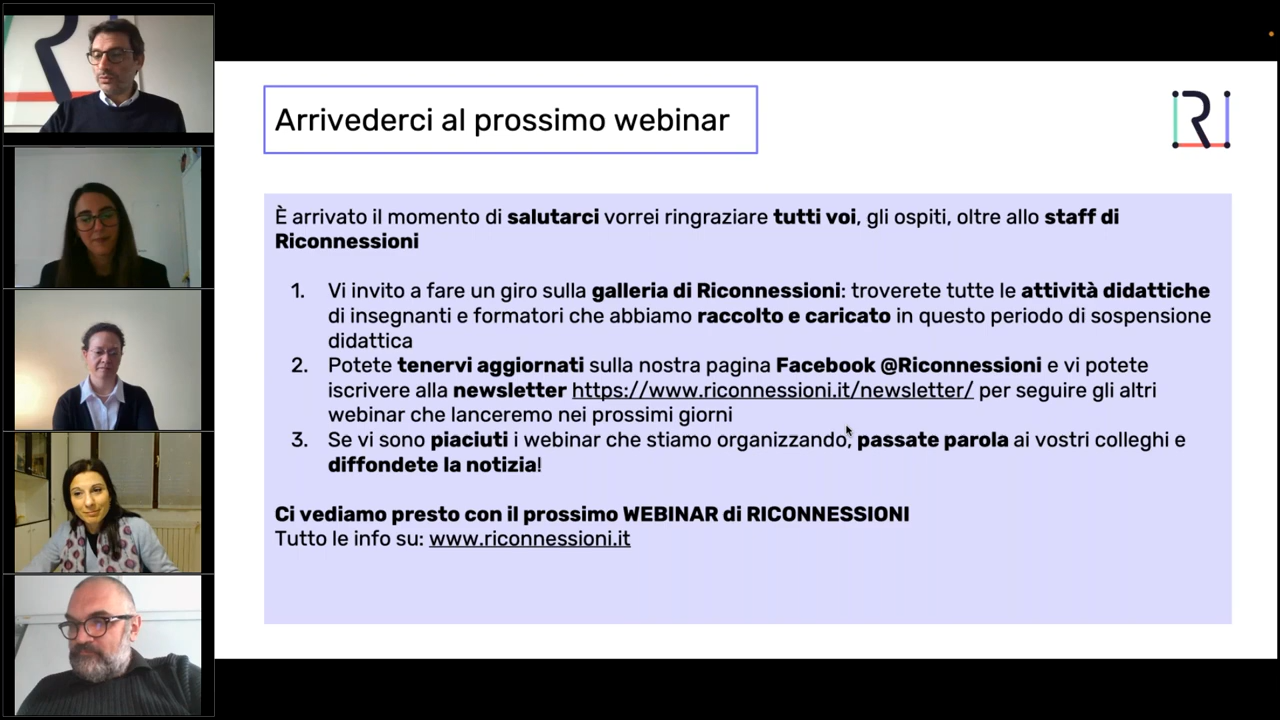 Arrivederci al prossimo webinar
È arrivato il momento di salutarci vorrei ringraziare tutti voi, gli ospiti, oltre allo staff di
Riconnessioni
1. Vi invito a fare un giro sulla galleria di Riconnessioni: troverete tutte le attività didattiche
di insegnanti e formatori che abbiamo raccolto e caricato in questo periodo di sospensione
didattica
2. Potete tenervi aggiornati sulla nostra pagina Facebook @Riconnessioni e vi potete
iscrivere alla newsletter https://www.riconnessioni.it/newsletter/ per seguire gli altri
webinar che lanceremo nei prossimi giorni
3. Se vi sono piaciuti i webinar che stiamo organizzando, passate parola ai vostri colleghi e
diffondete la notizia!
Ci vediamo presto con il prossimo WEBINAR di RICONNESSIONI
Tutto le info su: www.riconnessioni.it